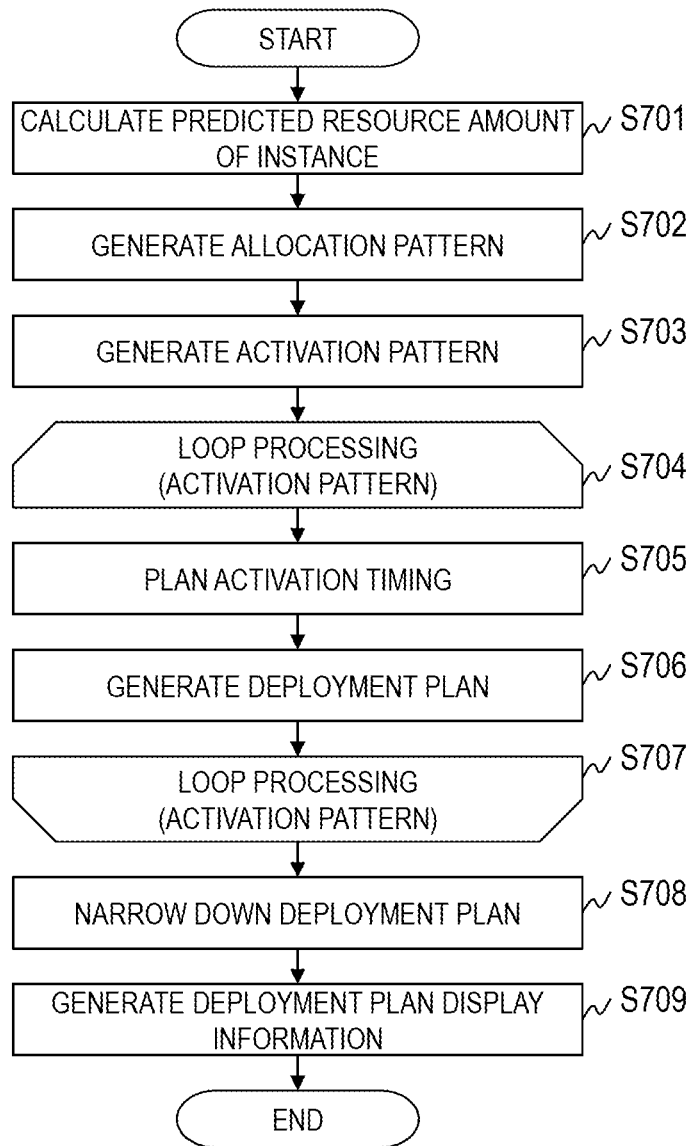 START
CALCULATE PREDICTED RESOURCE AMOUNT
OF INSTANCE
S701
GENERATE ALLOCATION PATTERN
S702
GENERATE ACTIVATION PATTERN
S703
LOOP PROCESSING
(ACTIVATION PATTERN)
S704
PLAN ACTIVATION TIMING
S705
GENERATE DEPLOYMENT PLAN
S706
LOOP PROCESSING
(ACTIVATION PATTERN)
S707
NARROW DOWN DEPLOYMENT PLAN
S708
GENERATE DEPLOYMENT PLAN DISPLAY
INFORMATION
S709
END